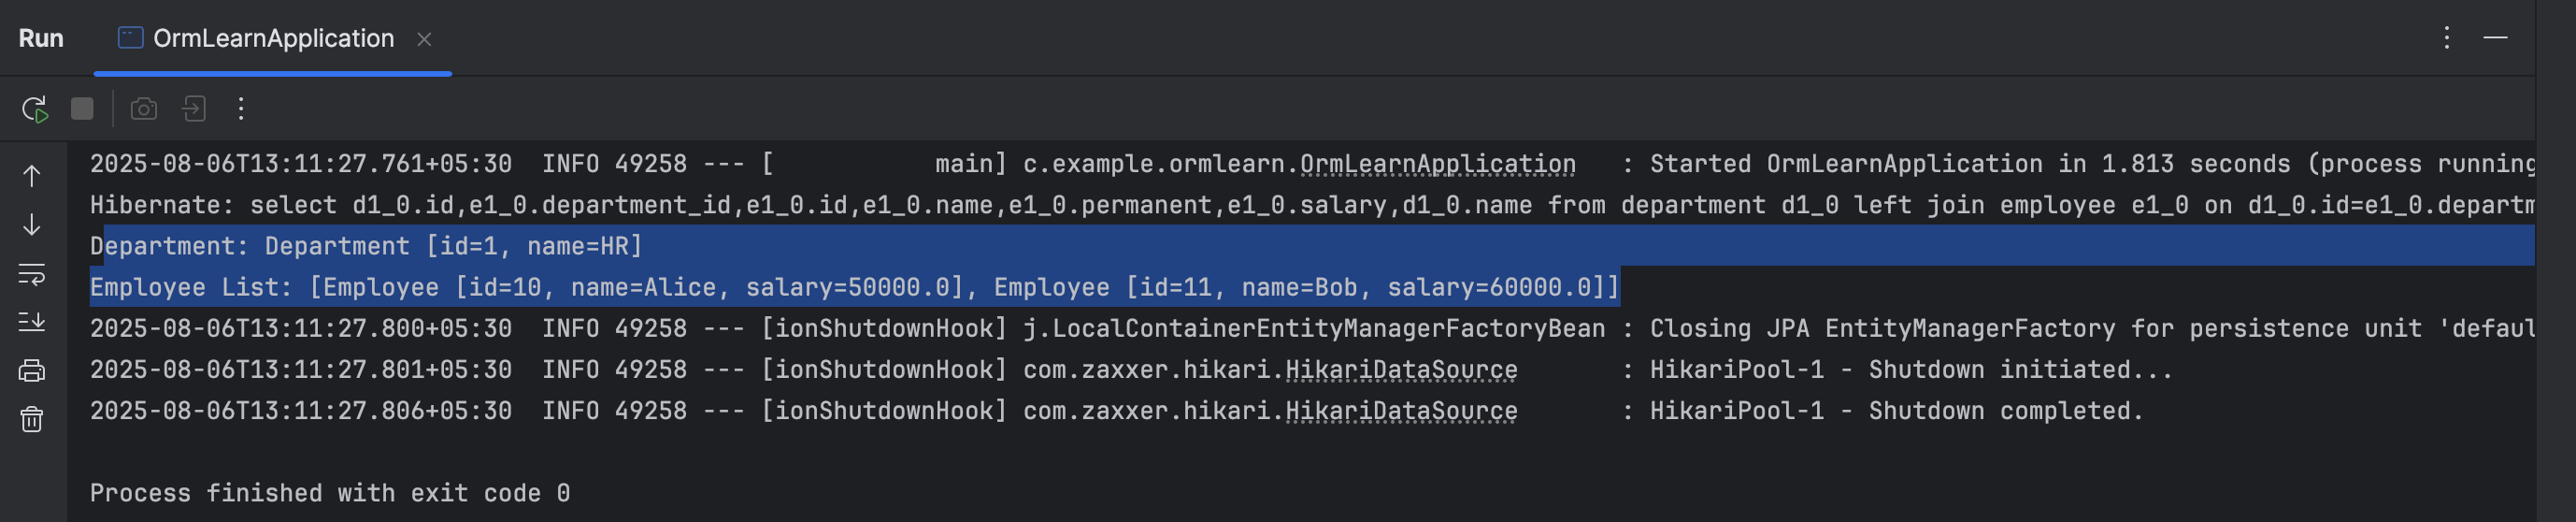 Run OrmLearnApplication
2025-08-06T13:11:27.761+05:30  INFO 49258 --- [           main] c.example.ormlearn.OrmLearnApplication   : Started OrmLearnApplication in 1.813 seconds (process running
Hibernate: select d1_0.id,e1_0.department_id,e1_0.id,e1_0.name,e1_0.permanent,e1_0.salary,d1_0.name from department d1_0 left join employee e1_0 on d1_0.id=e1_0.departm
Department: Department [id=1, name=HR]
Employee List: [Employee [id=10, name=Alice, salary=50000.0], Employee [id=11, name=Bob, salary=60000.0]]
2025-08-06T13:11:27.800+05:30  INFO 49258 --- [ionShutdownHook] j.LocalContainerEntityManagerFactoryBean : Closing JPA EntityManagerFactory for persistence unit 'defaul
2025-08-06T13:11:27.801+05:30  INFO 49258 --- [ionShutdownHook] com.zaxxer.hikari.HikariDataSource       : HikariPool-1 - Shutdown initiated...
2025-08-06T13:11:27.806+05:30  INFO 49258 --- [ionShutdownHook] com.zaxxer.hikari.HikariDataSource       : HikariPool-1 - Shutdown completed.
Process finished with exit code 0